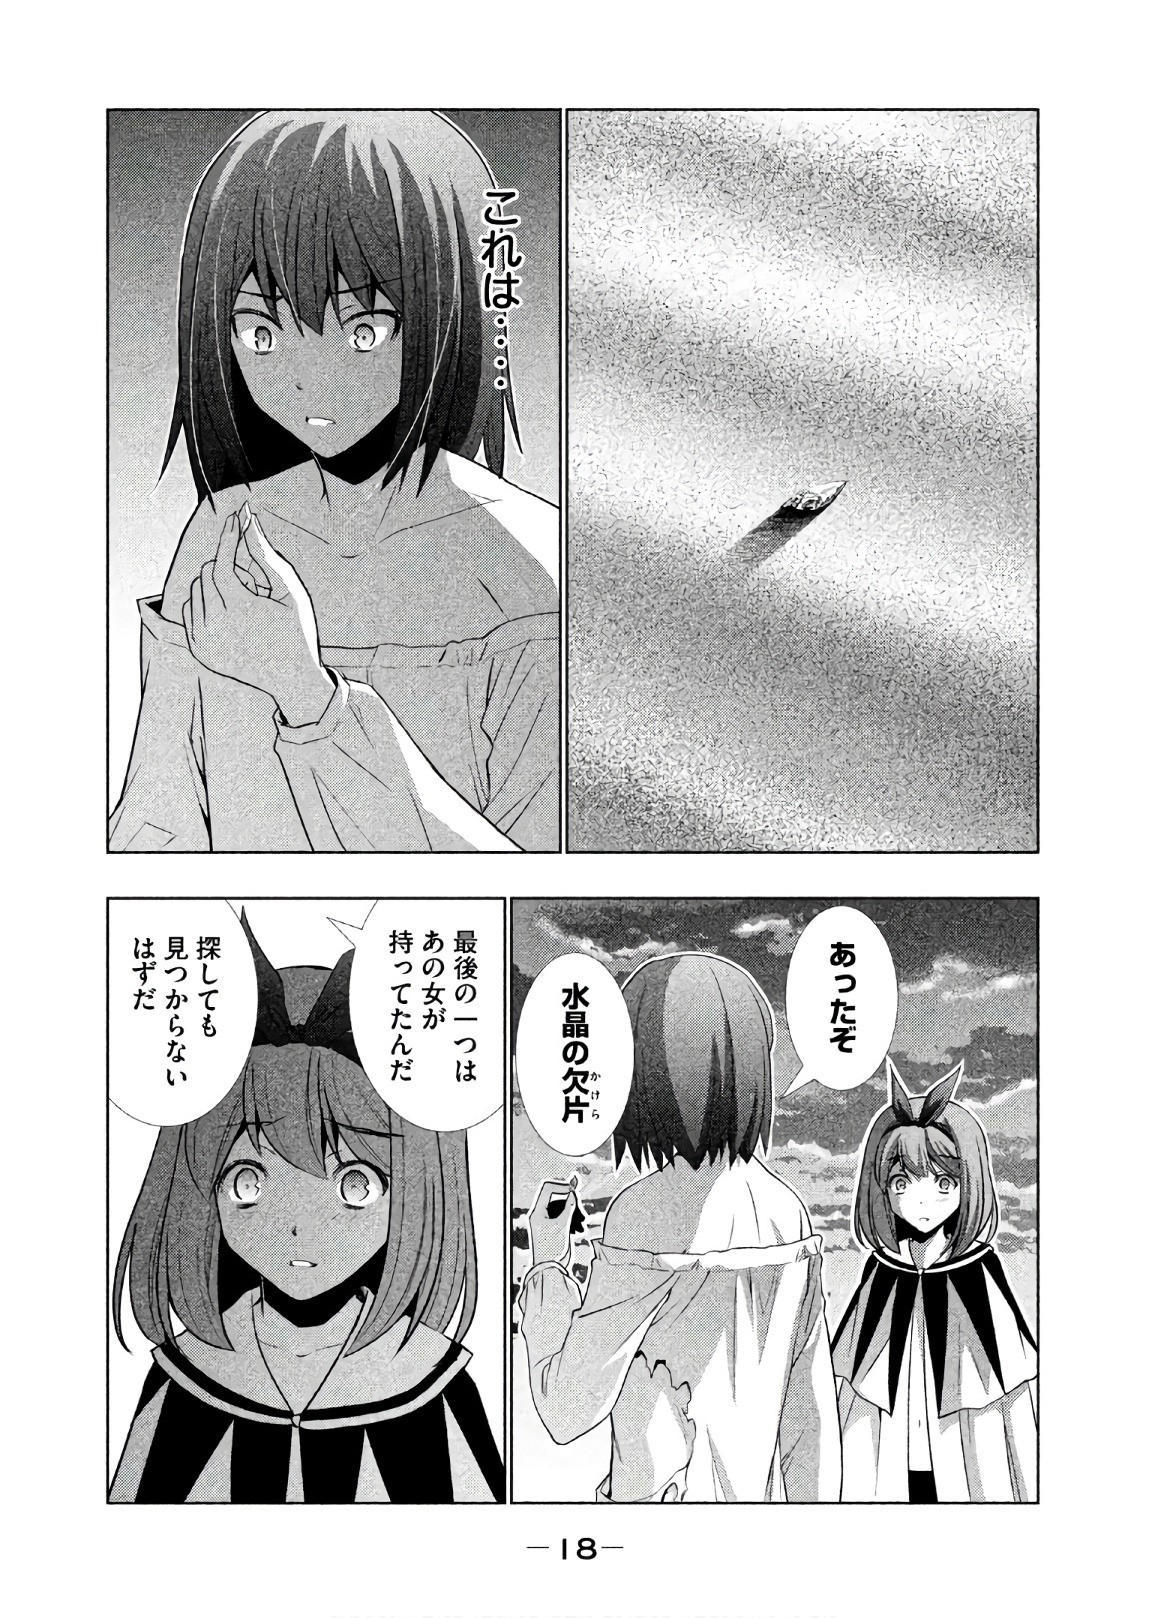 これは・・・・
あったぞ
水晶の欠片
かけら
最後の一つは
あの女が
持ってたんだ
探しても
見つからない
はずだ
－18－